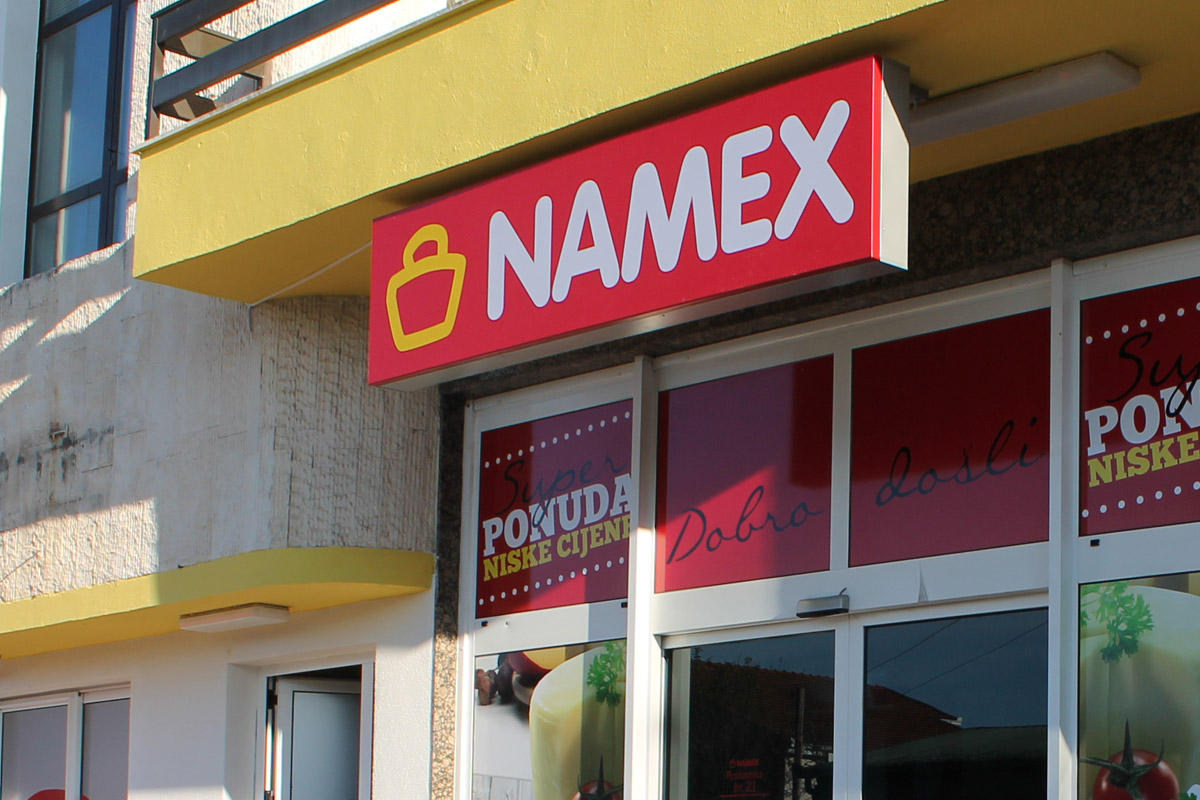 NAMEX
Super
PONUDA
NISKE CIJENE
Dobro došli
PON
NISKE